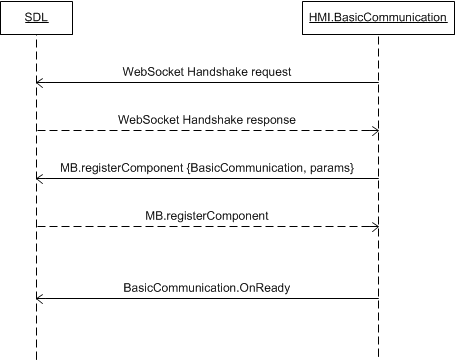 SDL
HMI.BasicCommunication
WebSocket Handshake request
WebSocket Handshake response
MB.registerComponent {BasicCommunication, params}
MB.registerComponent
BasicCommunication.OnReady